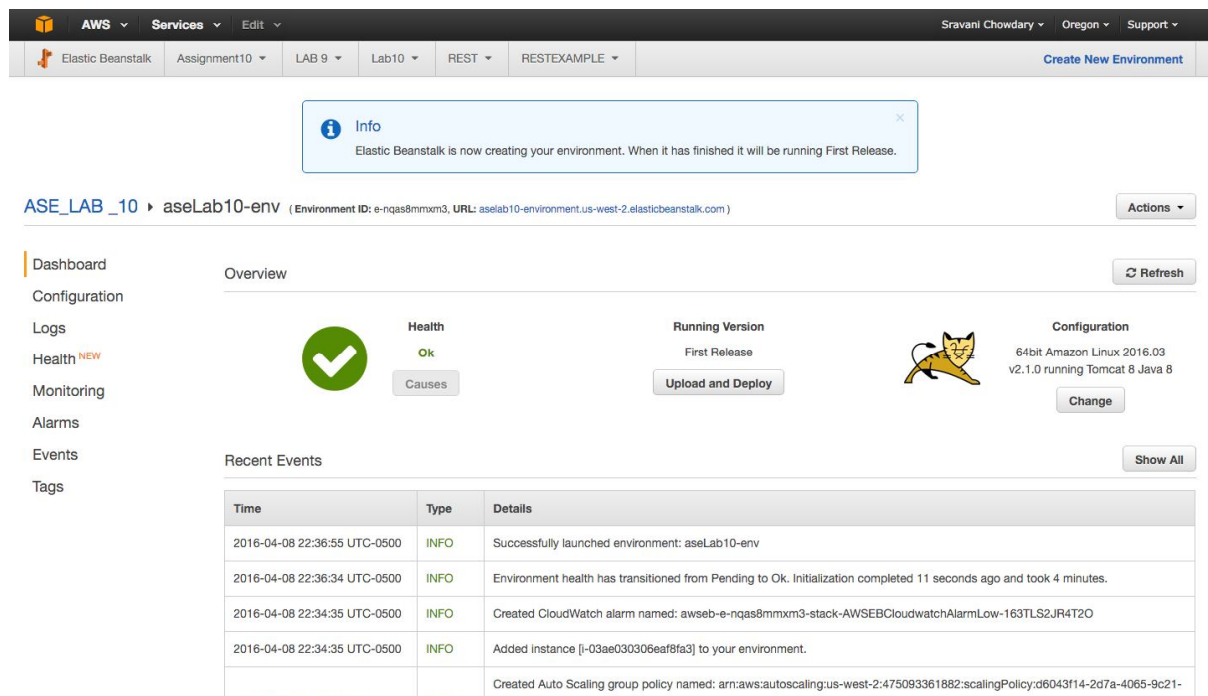 AWS Services Edit Sravani Chowdary Oregon Support
Elastic Beanstalk Assignment10 LAB 9 Lab10 REST RESTEXAMPLE Create New Environment
Info
Elastic Beanstalk is now creating your environment. When it has finished it will be running First Release.
ASE_LAB _10 aseLab10-env ( Environment ID: e-nqas8mmxm3, URL: aselab10-environment.us-west-2.elasticbeanstalk.com )
Actions
Dashboard
Configuration
Logs
Health NEW
Monitoring
Alarms
Events
Tags
Overview
Refresh
Health
Ok
Causes
Running Version
First Release
Upload and Deploy
Configuration
64bit Amazon Linux 2016.03
v2.1.0 running Tomcat 8 Java 8
Change
Recent Events
Show All
Time Type Details
2016-04-08 22:36:55 UTC-0500 INFO Successfully launched environment: aseLab10-env
2016-04-08 22:36:34 UTC-0500 INFO Environment health has transitioned from Pending to Ok. Initialization completed 11 seconds ago and took 4 minutes.
2016-04-08 22:34:35 UTC-0500 INFO Created CloudWatch alarm named: awseb-e-nqas8mmxm3-stack-AWSEBCloudwatchAlarmLow-163TLS2JR4T2O
2016-04-08 22:34:35 UTC-0500 INFO Added instance [i-03ae030306eaf8fa3] to your environment.
Created Auto Scaling group policy named: arn:aws:autoscaling:us-west-2:475093361882:scalingPolicy:d6043f14-2d7a-4065-9c21-